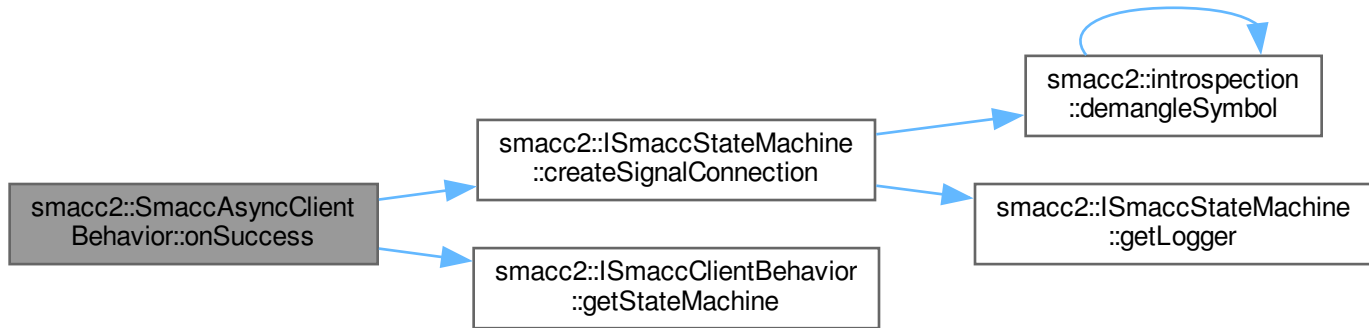 smacc2::SmaccAsyncClient
Behavior::onSuccess
smacc2::ISmaccStateMachine
::createSignalConnection
smacc2::ISmaccClientBehavior
::getStateMachine
smacc2::introspection
::demangleSymbol
smacc2::ISmaccStateMachine
::getLogger